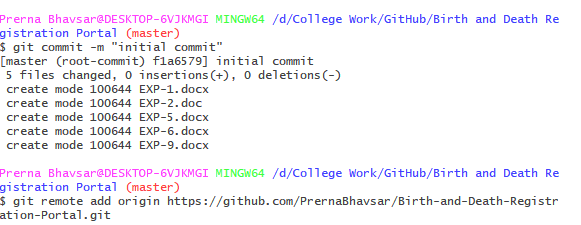 Prerna Bhavsar@DESKTOP-6VJKMGI MINGW64 /d/College Work/GitHub/Birth and Death Re
gistration Portal (master)
$ git commit -m "initial commit"
[master (root-commit) f1a6579] initial commit
 5 files changed, 0 insertions(+), 0 deletions(-)
 create mode 100644 EXP-1.docx
 create mode 100644 EXP-2.doc
 create mode 100644 EXP-5.docx
 create mode 100644 EXP-6.docx
 create mode 100644 EXP-9.docx
Prerna Bhavsar@DESKTOP-6VJKMGI MINGW64 /d/College Work/GitHub/Birth and Death Re
gistration Portal (master)
$ git remote add origin https://github.com/PrernaBhavsar/Birth-and-Death-Registr
ation-Portal.git